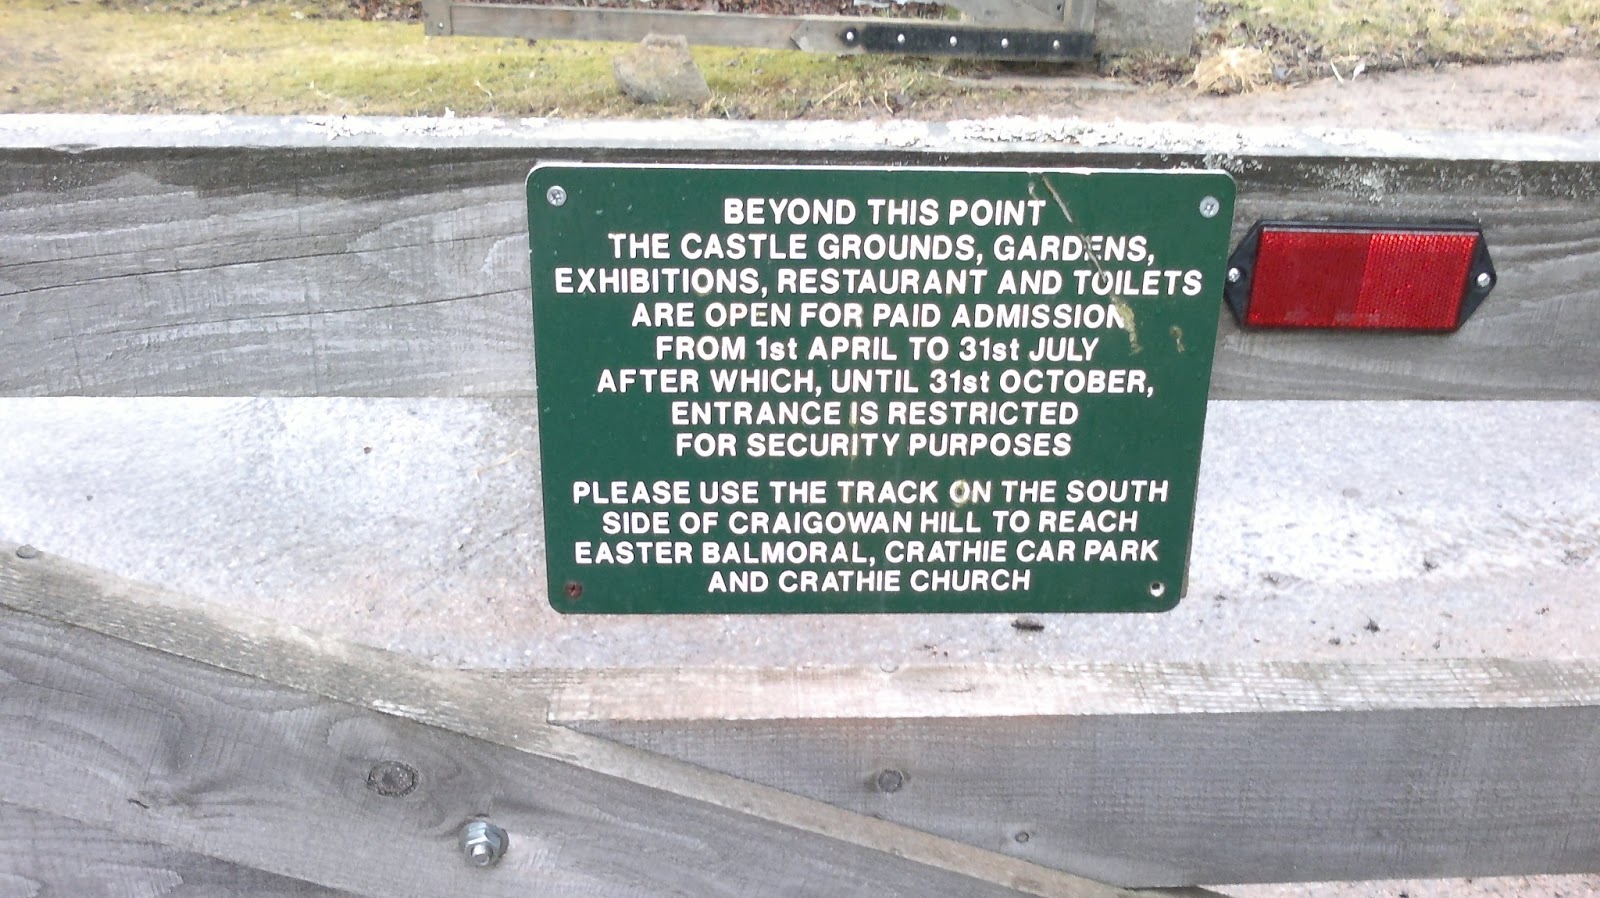 BEYOND THIS POINT
THE CASTLE GROUNDS, GARDENS,
EXHIBITIONS, RESTAURANT AND TOILETS
ARE OPEN FOR PAID ADMISSION
FROM 1st APRIL TO 31st JULY
AFTER WHICH, UNTIL 31st OCTOBER,
ENTRANCE IS RESTRICTED
FOR SECURITY PURPOSES
PLEASE USE THE TRACK ON THE SOUTH
SIDE OF CRAIGOWAN HILL TO REACH
EASTER BALMORAL, CRATHIE CAR PARK
AND CRATHIE CHURCH